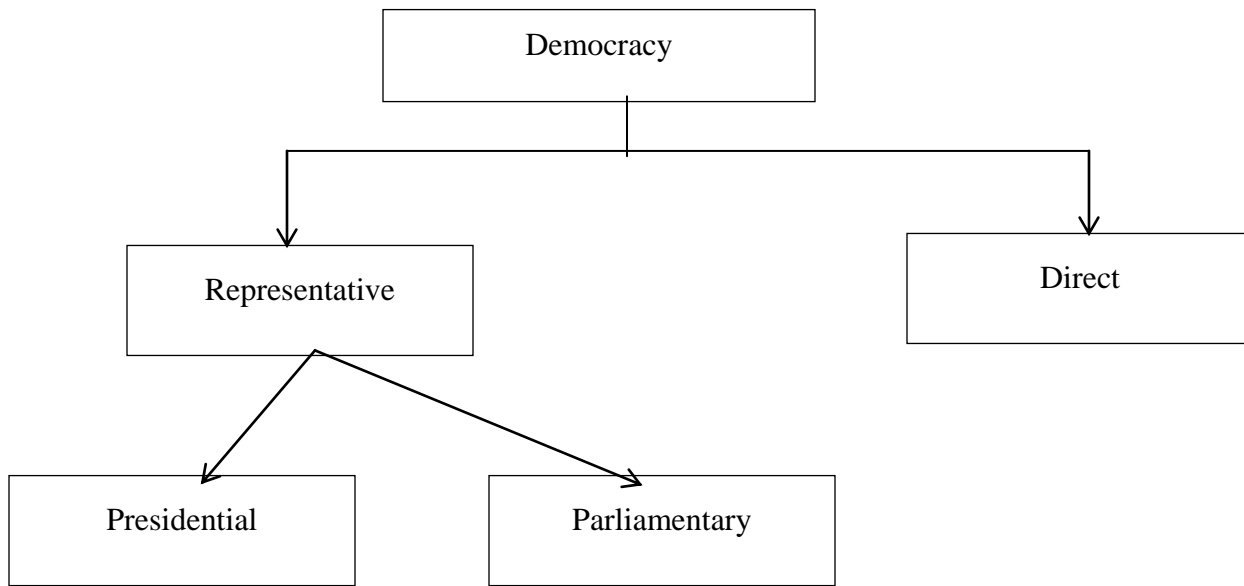 Democracy
Representative
Direct
Presidential
Parliamentary